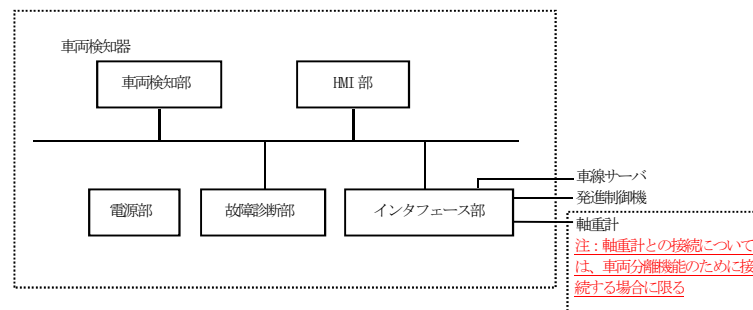 車両検知器
車両検知部
HMI 部
電源部
故障診断部
インタフェース部
車線サーバ
発進制御機
軸重計
注：軸重計との接続について
は、車両分離機能のために接
続する場合に限る